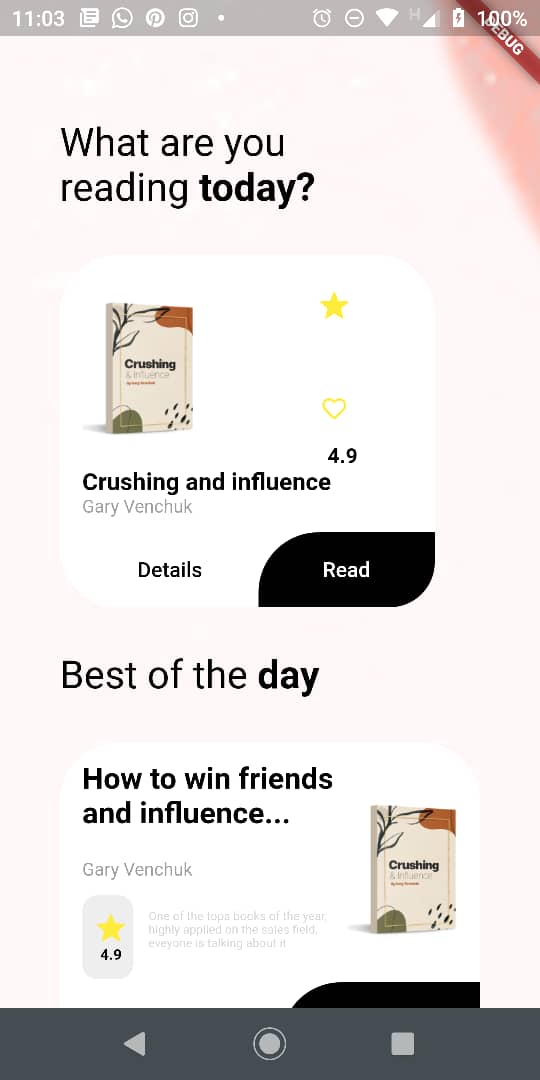 11:03
H
100%
DEBUG
What are you
reading today?
Crushing
& Influence
by Gary Venchuk
4.9
Crushing and influence
Gary Venchuk
Details
Read
Best of the day
How to win friends
and influence...
Gary Venchuk
4.9
One of the tops books of the year,
highly applied on the sales field,
eveyone is talking about it
Crushing
& Influence
by Gary Venchuk